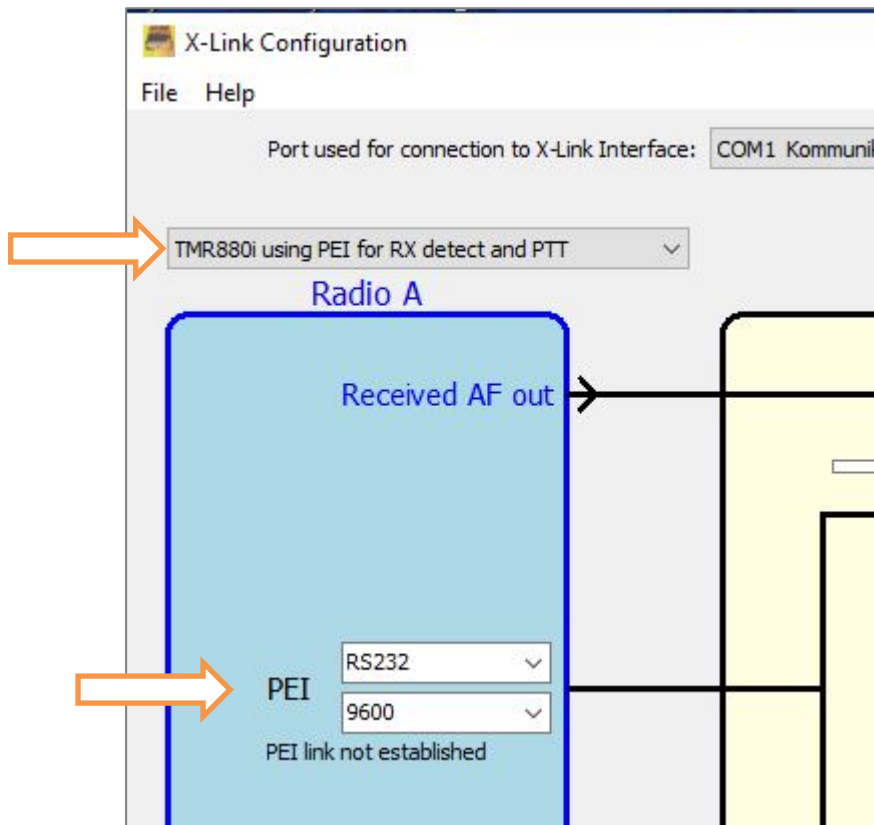 X-Link Configuration
File Help
Port used for connection to X-Link Interface: COM1 Kommuni
TMR880i using PEI for RX detect and PTT
Radio A
Received AF out
RS232
PEI
9600
PEI link not established